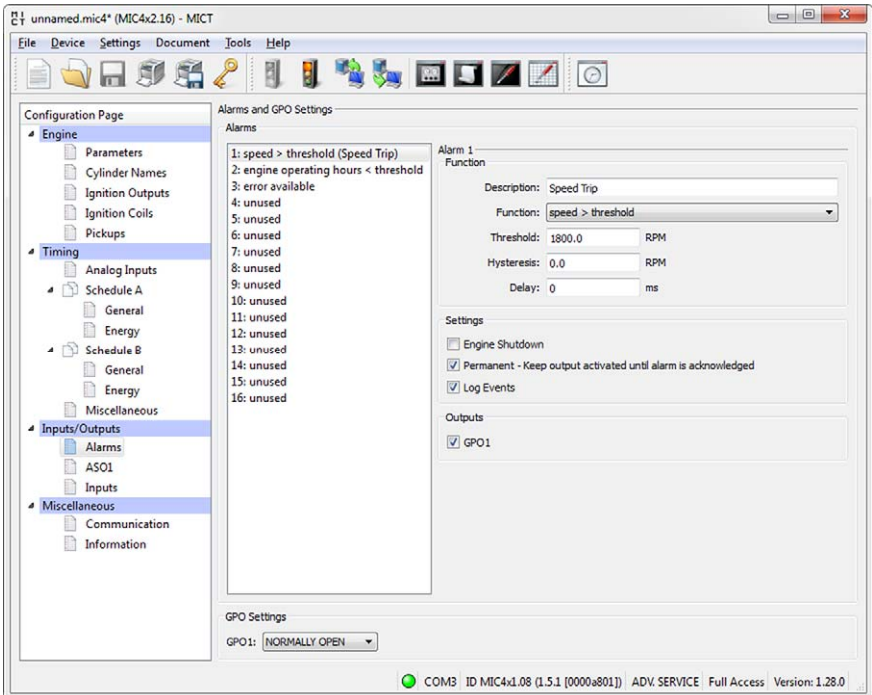 unnamed.mic4* (MIC4x2.16) - MICT
File Device Settings Document Tools Help
Configuration Page
Engine
Parameters
Cylinder Names
Ignition Outputs
Ignition Coils
Pickups
Timing
Analog Inputs
Schedule A
General
Energy
Schedule B
General
Energy
Miscellaneous
Inputs/Outputs
Alarms
ASO1
Inputs
Miscellaneous
Communication
Information
Alarms and GPO Settings
Alarms
1: speed > threshold (Speed Trip)
2: engine operating hours < threshold
3: error available
4: unused
5: unused
6: unused
7: unused
8: unused
9: unused
10: unused
11: unused
12: unused
13: unused
14: unused
15: unused
16: unused
Alarm 1
Function
Description: Speed Trip
Function: speed > threshold
Threshold: 1800.0 RPM
Hysteresis: 0.0 RPM
Delay: 0 ms
Settings
Engine Shutdown
Permanent - Keep output activated until alarm is acknowledged
Log Events
Outputs
GPO1
GPO Settings
GPO1: NORMALLY OPEN
COM3 ID MIC4x1.08 (1.5.1 [0000a801]) ADV. SERVICE Full Access Version: 1.28.0